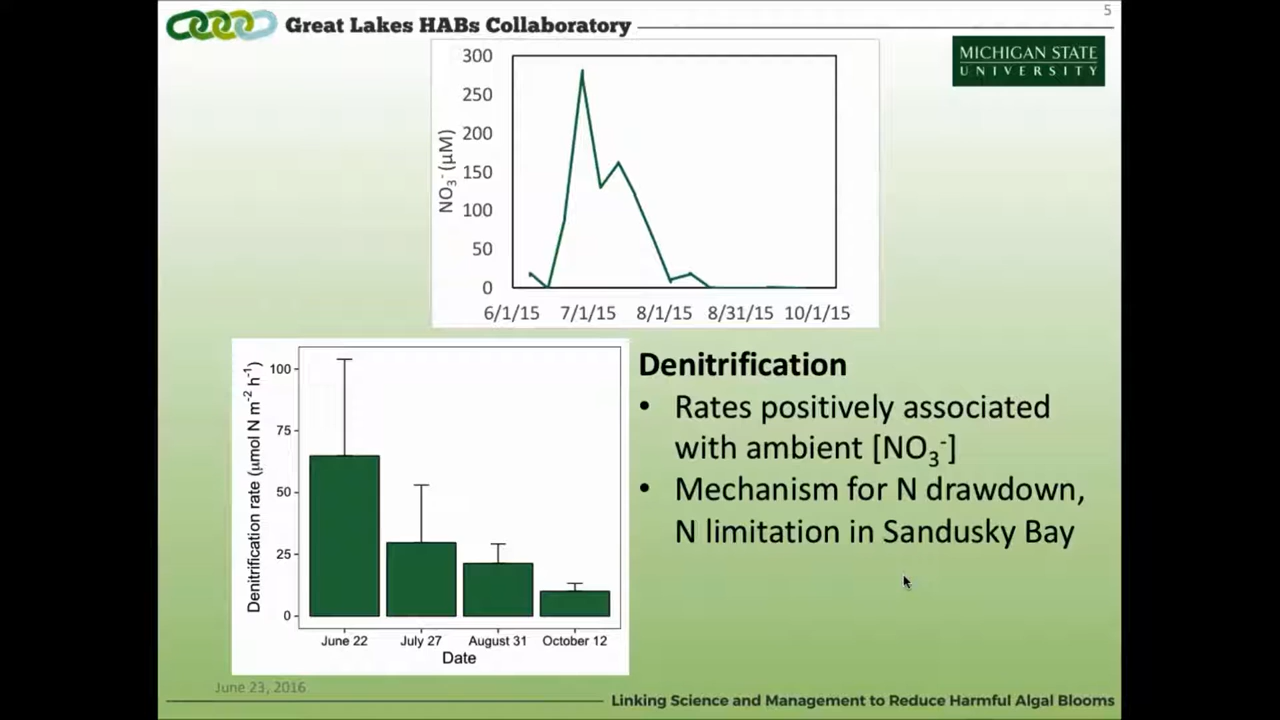 5
Great Lakes HABs Collaboratory
MICHIGAN STATE
UNIVERSITY
NO₃⁻ (µM)
300
250
200
150
100
50
0
6/1/15 7/1/15 8/1/15 8/31/15 10/1/15
Denitrification rate (µmol N m⁻² h⁻¹)
100
75
50
25
0
June 22 July 27 August 31 October 12
Date
Denitrification
• Rates positively associated
with ambient [NO₃⁻]
• Mechanism for N drawdown,
N limitation in Sandusky Bay
June 23, 2016
Linking Science and Management to Reduce Harmful Algal Blooms